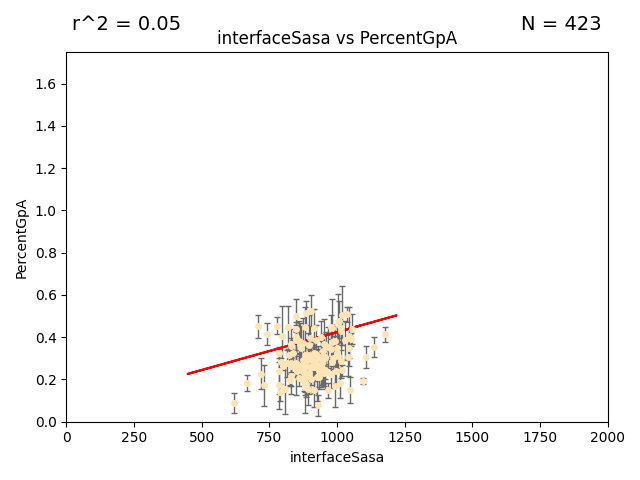 r^2 = 0.05
N = 423
interfaceSasa vs PercentGpA
PercentGpA
1.6
1.4
1.2
1.0
0.8
0.6
0.4
0.2
0.0
0 250 500 750 1000 1250 1500 1750 2000
interfaceSasa